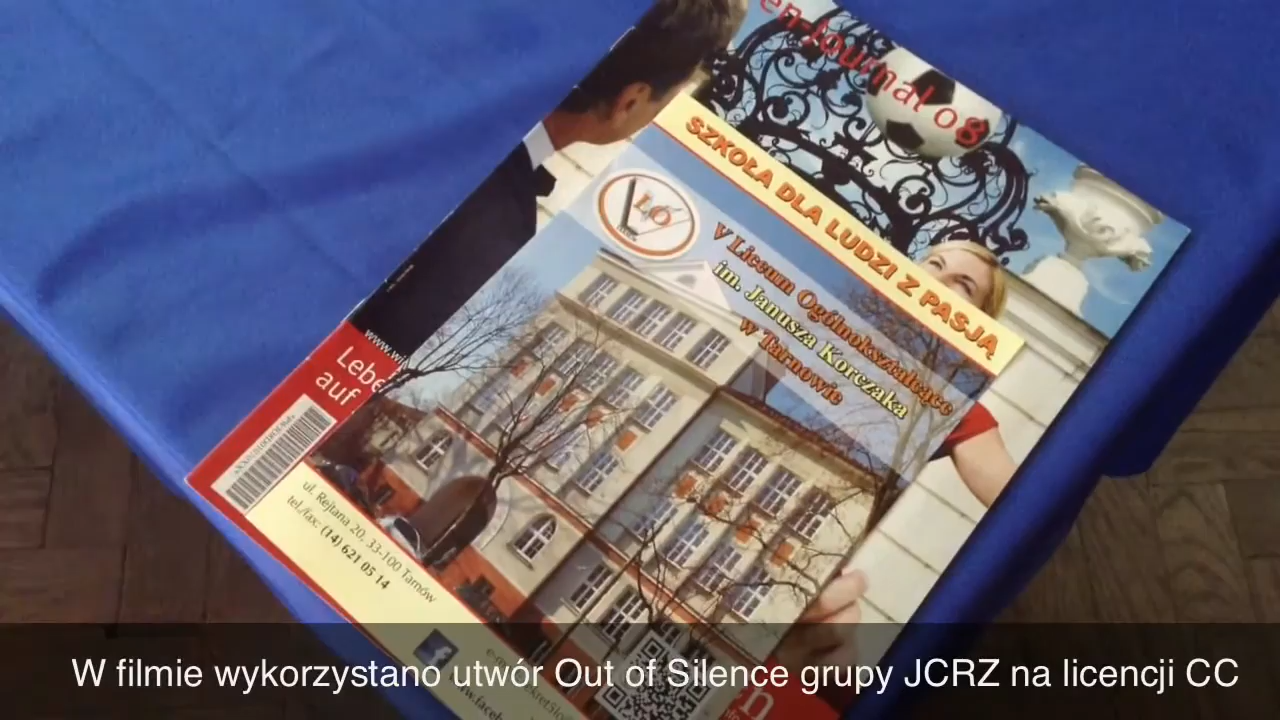 en-Journal 08
SZKOŁA DLA LUDZI Z PASJĄ
LO
V Liceum Ogólnokształcące
im. Janusza Korczaka
w Tarnowie
Lebe
auf
ul. Rejtana 20, 33-100 Tarnów
tel./fax: (14) 621 05 14
W filmie wykorzystano utwór Out of Silence grupy JCRZ na licencji CC